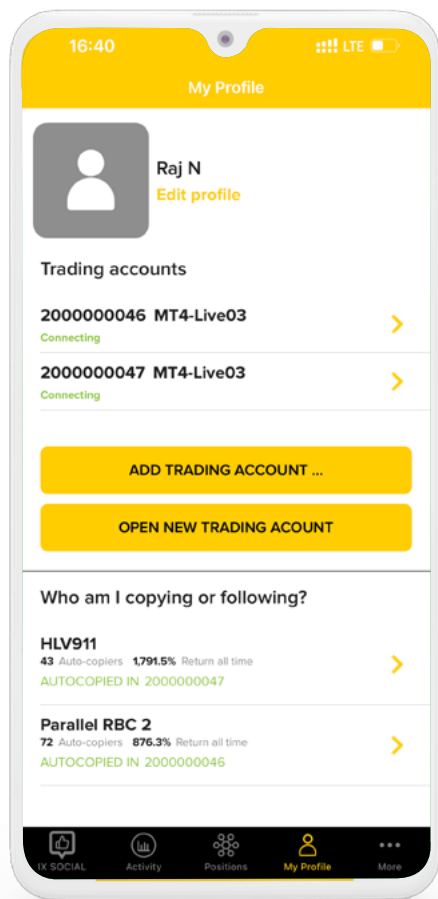 16:40
LTE
My Profile
Raj N
Edit profile
Trading accounts
2000000046 MT4-Live03
Connecting
2000000047 MT4-Live03
Connecting
ADD TRADING ACCOUNT ...
OPEN NEW TRADING ACOUNT
Who am I copying or following?
HLV911
43 Auto-copiers 1,791.5% Return all time
AUTOCOPIED IN 2000000047
Parallel RBC 2
72 Auto-copiers 876.3% Return all time
AUTOCOPIED IN 2000000046
IX SOCIAL Activity Positions My Profile More